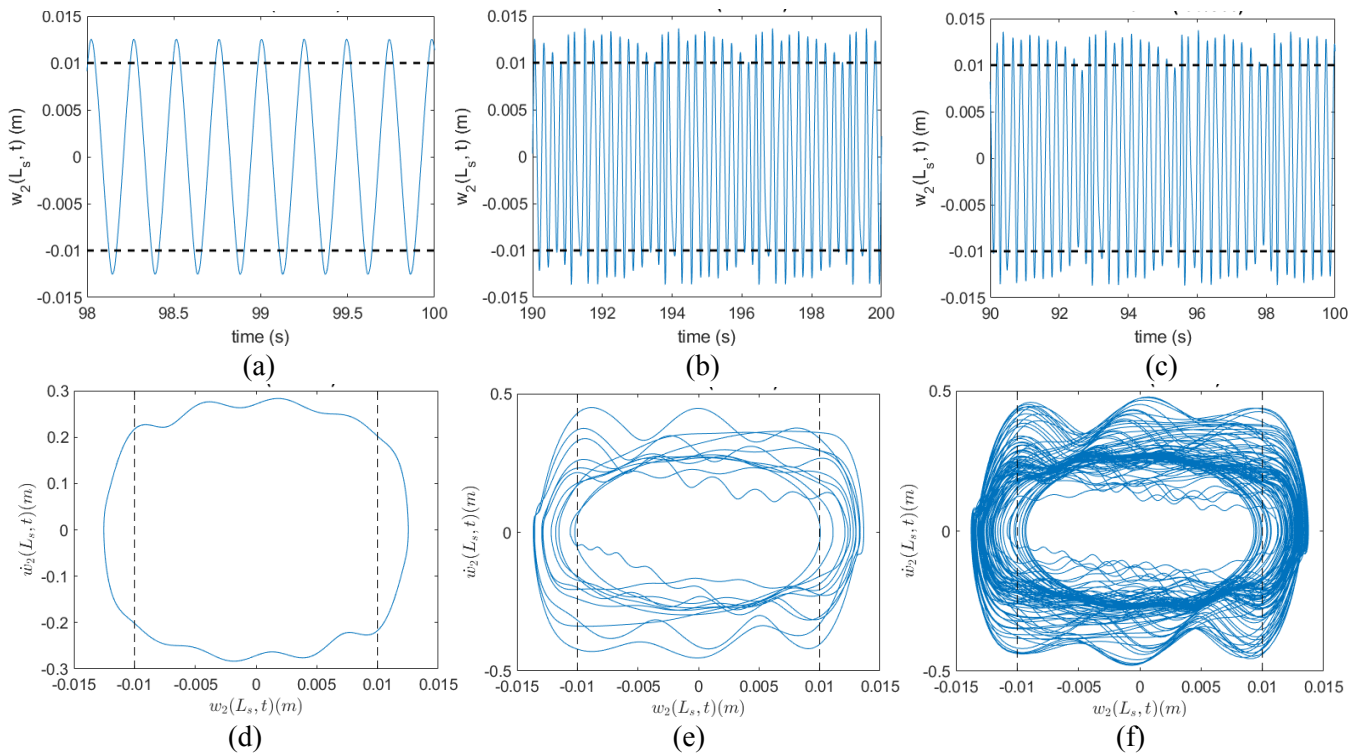 0.015
0.01
0.005
0
-0.005
-0.01
-0.015
w₂(Lₛ, t) (m)
98 98.5 99 99.5 100
time (s)
(a)
0.015
0.01
0.005
0
-0.005
-0.01
-0.015
w₂(Lₛ, t) (m)
190 192 194 196 198 200
time (s)
(b)
0.015
0.01
0.005
0
-0.005
-0.01
-0.015
w₂(Lₛ, t) (m)
90 92 94 96 98 100
time (s)
(c)
0.3
0.2
0.1
0
-0.1
-0.2
-0.3
ẇ₂(Lₛ, t)(m)
-0.015 -0.01 -0.005 0 0.005 0.01 0.015
w₂(Lₛ, t)(m)
(d)
0.5
0
-0.5
ẇ₂(Lₛ, t)(m)
-0.015 -0.01 -0.005 0 0.005 0.01 0.015
w₂(Lₛ, t)(m)
(e)
0.5
0
-0.5
ẇ₂(Lₛ, t)(m)
-0.015 -0.01 -0.005 0 0.005 0.01 0.015
w₂(Lₛ, t)(m)
(f)